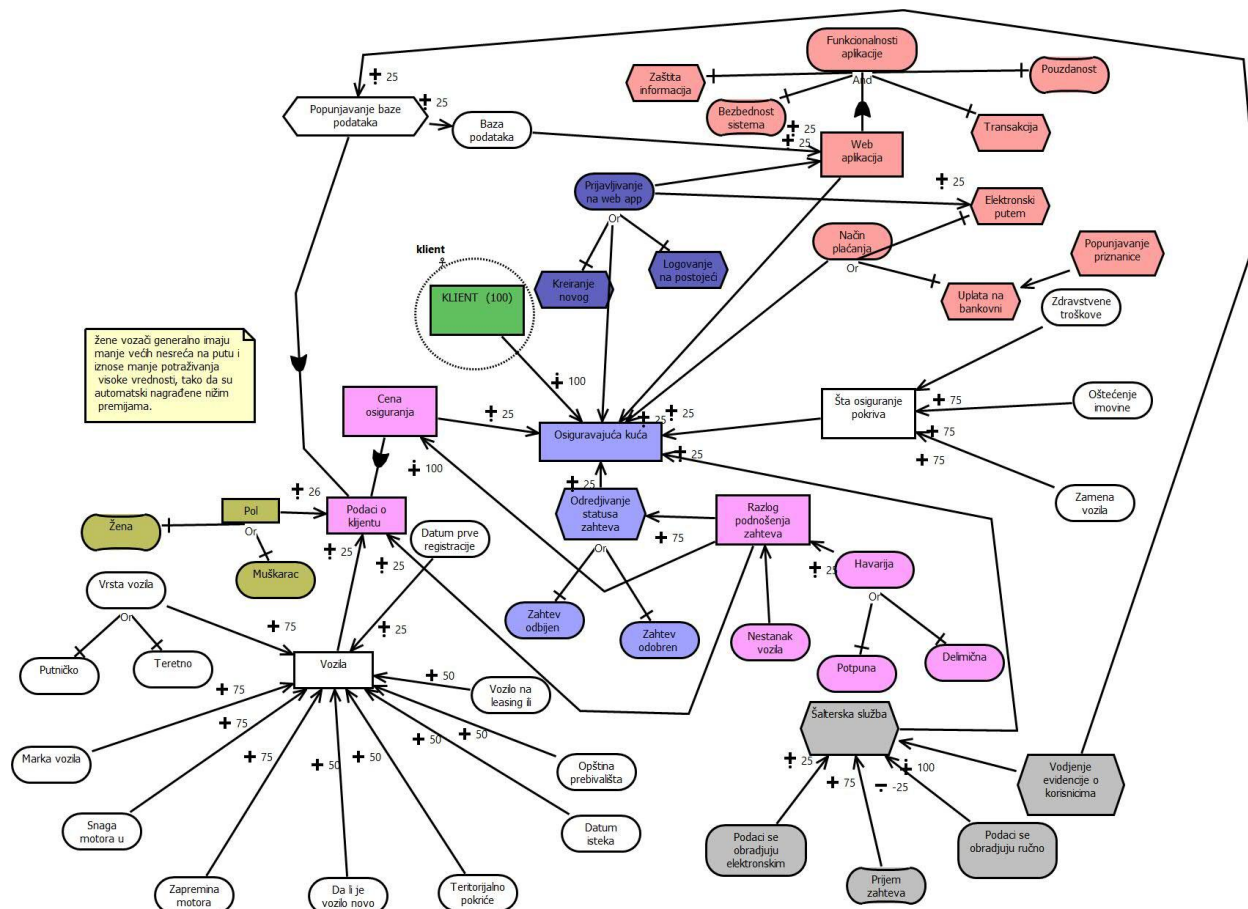 Funkcionalnosti
aplikacije
And
Zaštita
informacija
Pouzdanost
Bezbednost
sistema
Transakcija
25
Popunjavanje baze
podataka
25
Baza
podataka
25
25
Web
aplikacija
Prijavljivanje
na web app
Or
25
Elektronski
putem
Način
plaćanja
Or
Popunjavanje
priznanice
klient
KLIENT (100)
Kreiranje
novog
Logovanje
na postojeći
Uplata na
bankovni
Zdravstvene
troškove
žene vozači generalno imaju
manje većih nesreća na putu i
iznose manje potraživanja
visoke vrednosti, tako da su
automatski nagrađene nižim
premijama.
100
Cena
osiguranja
25
Osiguravajuća kuća
25
25
25
Šta osiguranje
pokriva
75
75
75
Oštećenje
imovine
Zamena
vozila
100
25
Odredjivanje
statusa
zahteva
Or
75
Razlog
podnošenja
zahteva
25
Havarija
Or
26
Pol
Or
Žena
Muškarac
Podaci o
klijentu
25
25
Datum prve
registracije
Zahtev
odbijen
Zahtev
odobren
Nestanak
vozila
Potpuna
Delimična
Vrsta vozila
Or
Putničko
Teretno
75
25
Vozila
50
Vozilo na
leasing ili
75
75
75
50
50
50
50
Marka vozila
Snaga
motora u
Zapremina
motora
Da li je
vozilo novo
Teritorijalno
pokriće
Datum
isteka
Opština
prebivališta
Šalterska služba
25
75
-25
100
Vodjenje
evidencije o
korisnicima
Podaci se
obradjuju
elektronskim
Prijem
zahteva
Podaci se
obradjuju ručno